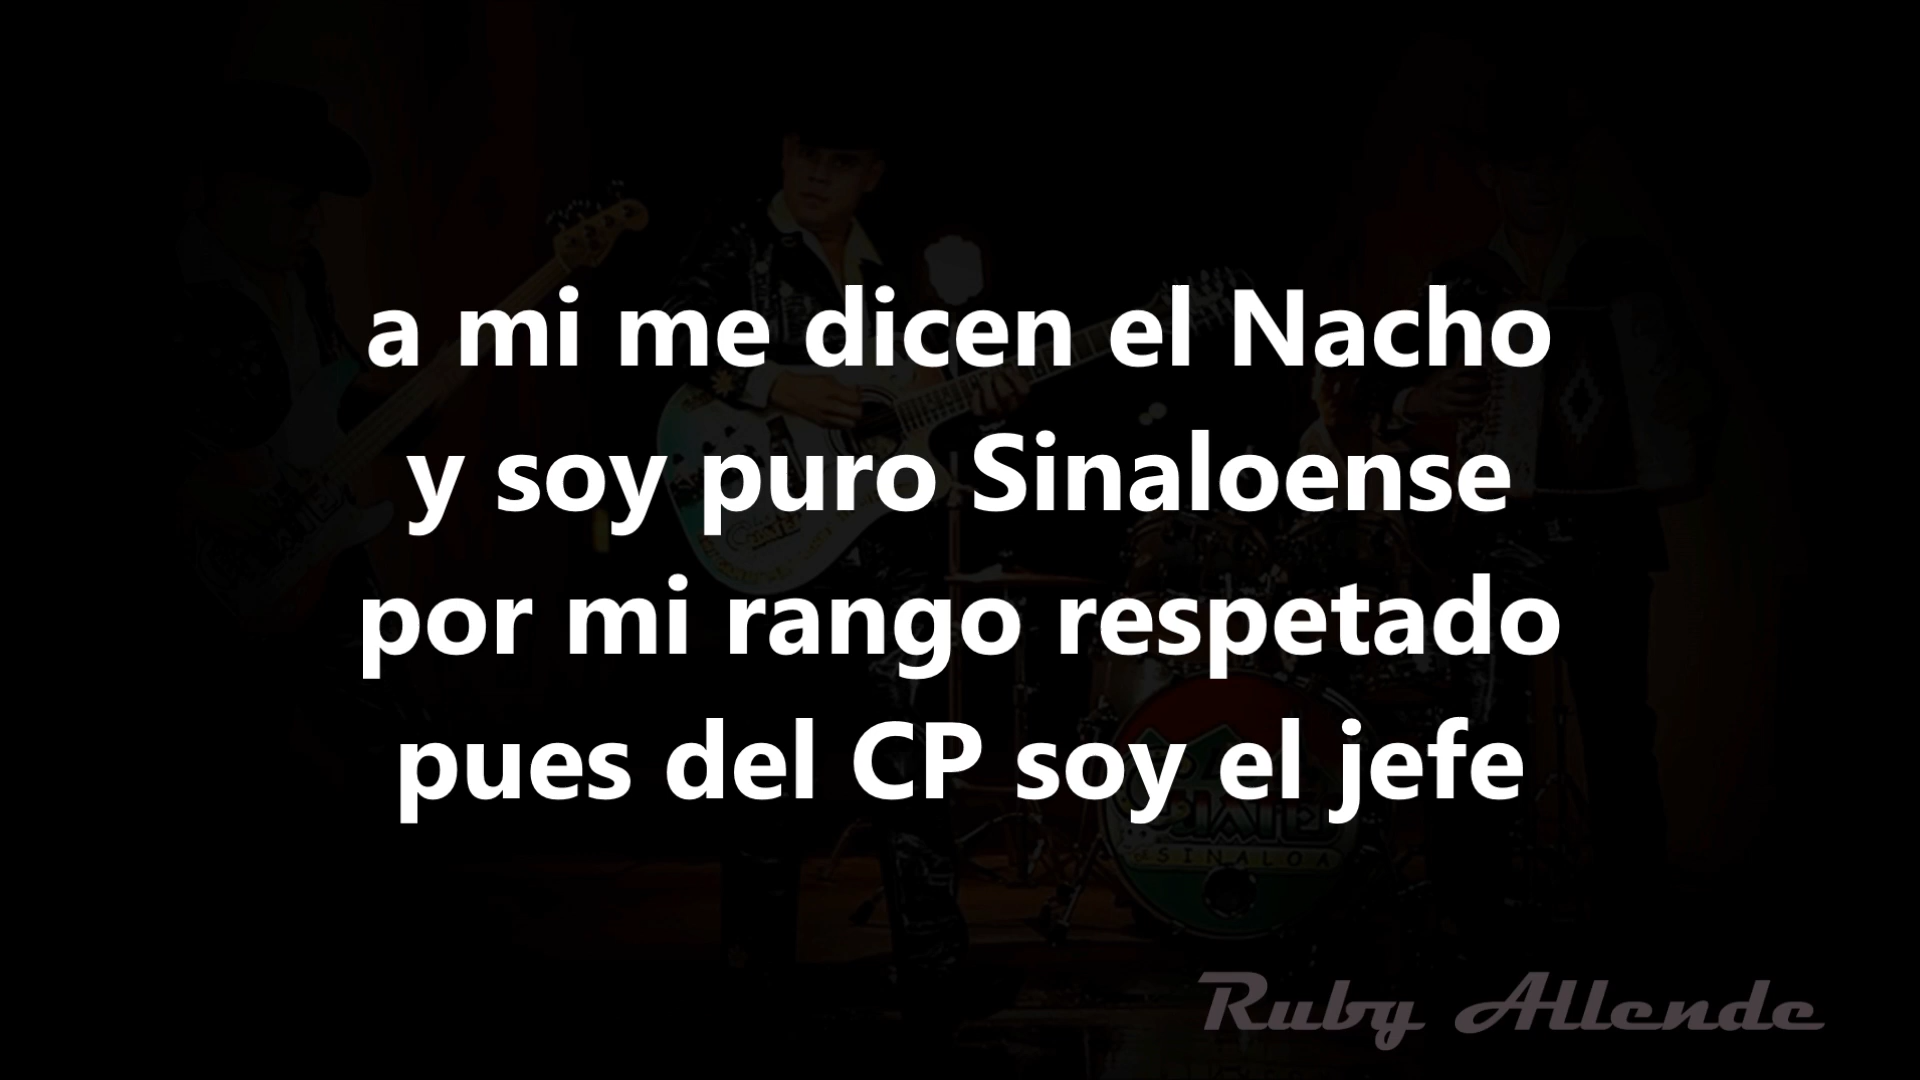 a mi me dicen el Nacho
y soy puro Sinaloense
por mi rango respetado
pues del CP soy el jefe
SINALOA
Ruby Allende